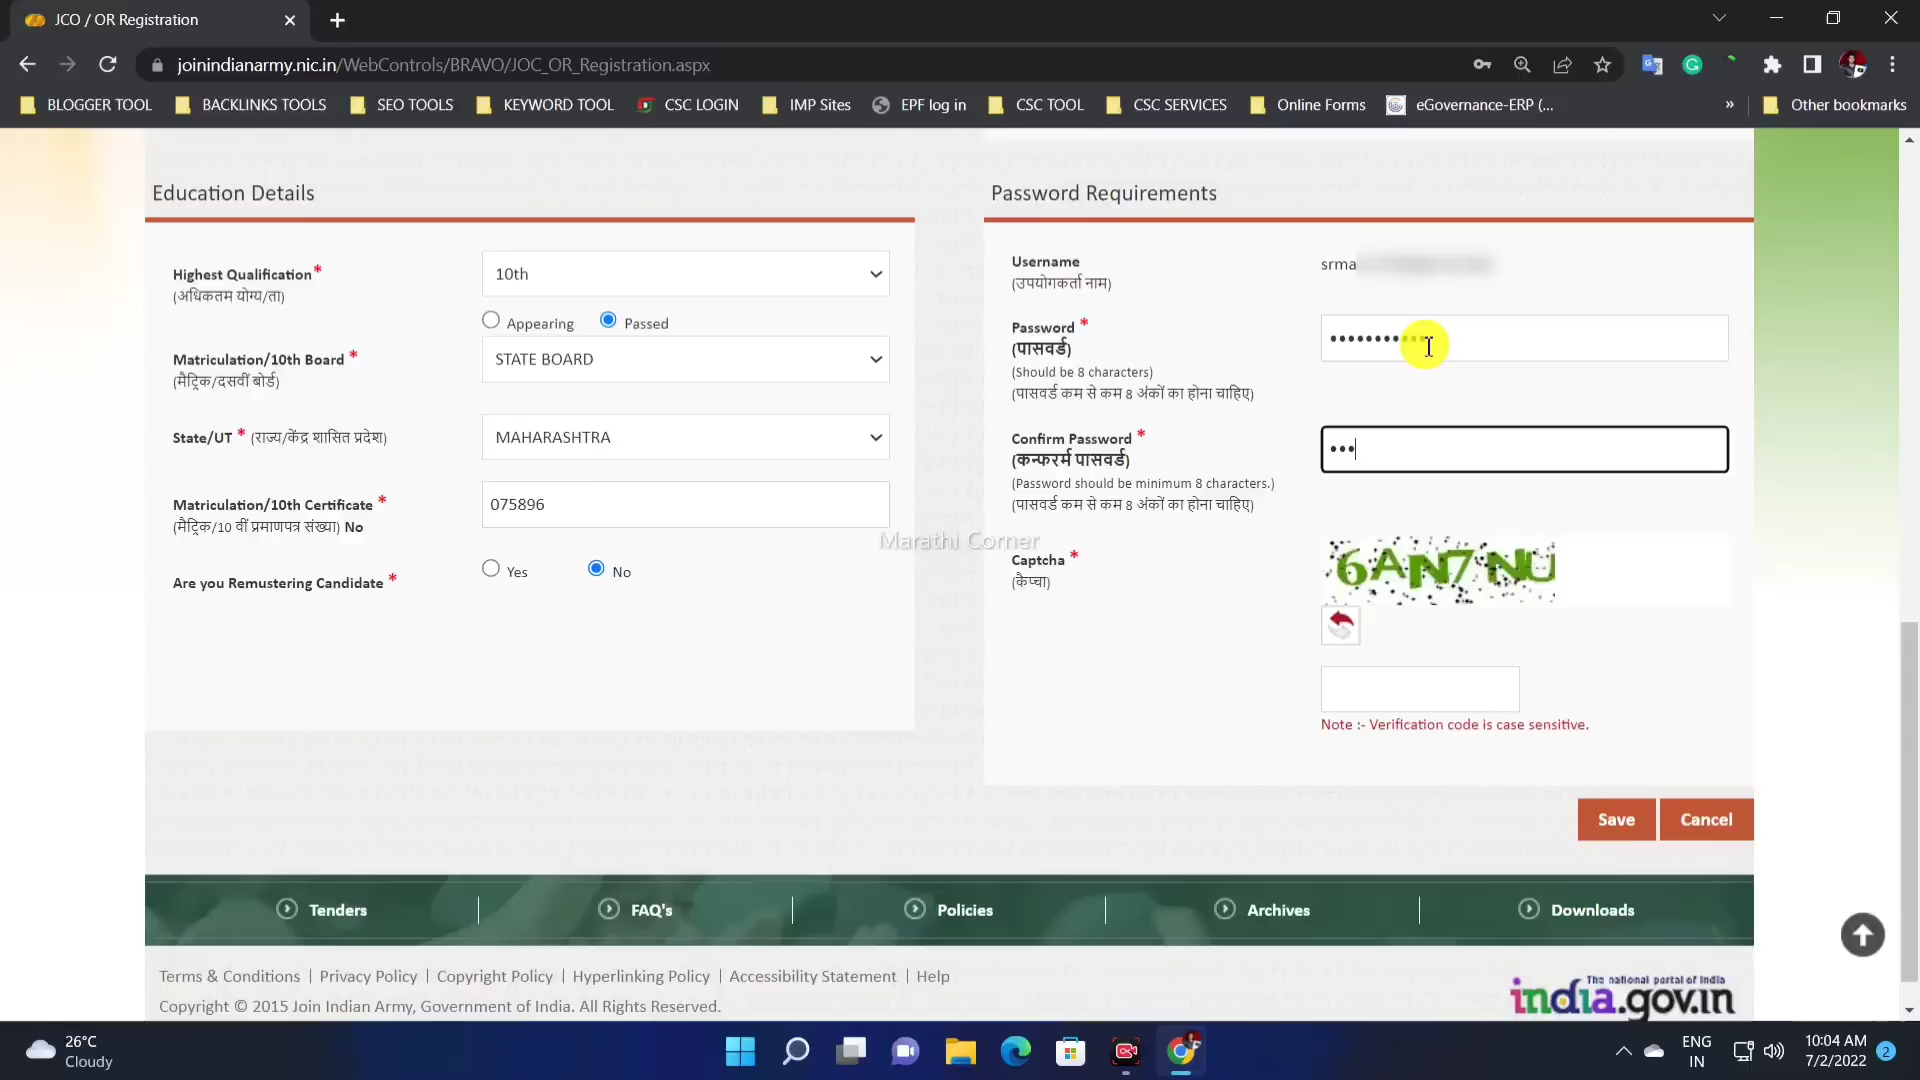 JCO / OR Registration
joinindianarmy.nic.in/WebControls/BRAVO/JOC_OR_Registration.aspx
BLOGGER TOOL BACKLINKS TOOLS SEO TOOLS KEYWORD TOOL CSC LOGIN IMP Sites EPF log in CSC TOOL CSC SERVICES Online Forms eGovernance-ERP (... » Other bookmarks
Education Details
Highest Qualification*
(अधिकतम योग्य/ता)
10th
Appearing Passed
Matriculation/10th Board *
(मैट्रिक/दसवीं बोर्ड)
STATE BOARD
State/UT * (राज्य/केंद्र शासित प्रदेश)
MAHARASHTRA
Matriculation/10th Certificate *
(मैट्रिक/10 वीं प्रमाणपत्र संख्या) No
075896
Are you Remustering Candidate *
Yes No
Password Requirements
Username
(उपयोगकर्ता नाम)
srma
Password *
(पासवर्ड)
(Should be 8 characters)
(पासवर्ड कम से कम 8 अंकों का होना चाहिए)
Confirm Password *
(कन्फरर्म पासवर्ड)
(Password should be minimum 8 characters.)
(पासवर्ड कम से कम 8 अंकों का होना चाहिए)
Marathi Corner
Captcha *
(कैप्चा)
6AN7NU
Note :- Verification code is case sensitive.
Save Cancel
Tenders FAQ's Policies Archives Downloads
Terms & Conditions | Privacy Policy | Copyright Policy | Hyperlinking Policy | Accessibility Statement | Help
Copyright © 2015 Join Indian Army, Government of India. All Rights Reserved.
The national portal of India
india.gov.in
26°C
Cloudy
ENG
IN
10:04 AM
7/2/2022
2